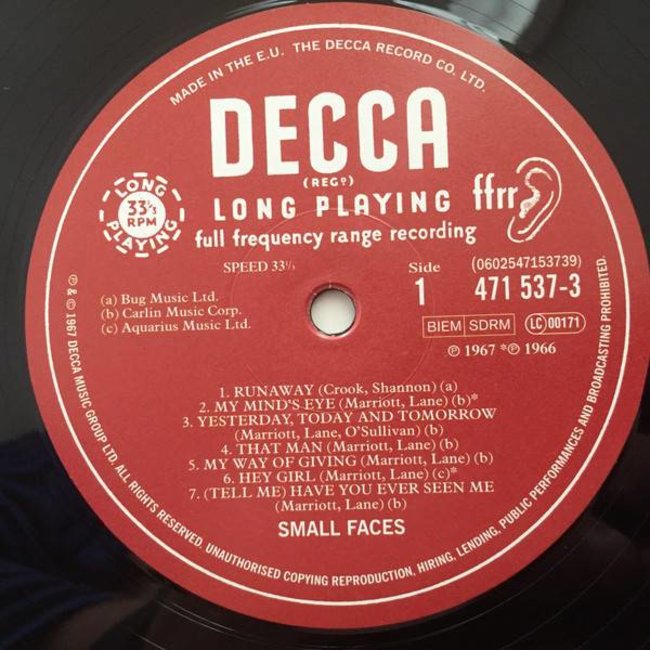 MADE IN THE E.U. THE DECCA RECORD CO. LTD.
DECCA
(REGD)
LONG PLAYING
ffrr
LONG
33⅓
RPM
PLAYING
full frequency range recording
SPEED 33⅓
Side
1
(0602547153739)
471 537-3
(a) Bug Music Ltd.
(b) Carlin Music Corp.
(c) Aquarius Music Ltd.
BIEM SDRM
LC 00171
℗ 1967 *℗ 1966
1. RUNAWAY (Crook, Shannon) (a)
2. MY MIND'S EYE (Marriott, Lane) (b)*
3. YESTERDAY, TODAY AND TOMORROW
(Marriott, Lane, O'Sullivan) (b)
4. THAT MAN (Marriott, Lane) (b)
5. MY WAY OF GIVING (Marriott, Lane) (b)
6. HEY GIRL (Marriott, Lane) (c)*
7. (TELL ME) HAVE YOU EVER SEEN ME
(Marriott, Lane) (b)
SMALL FACES
℗ & © 1967 DECCA MUSIC GROUP LTD. ALL RIGHTS RESERVED. UNAUTHORISED COPYING REPRODUCTION, HIRING, LENDING, PUBLIC PERFORMANCES AND BROADCASTING PROHIBITED.